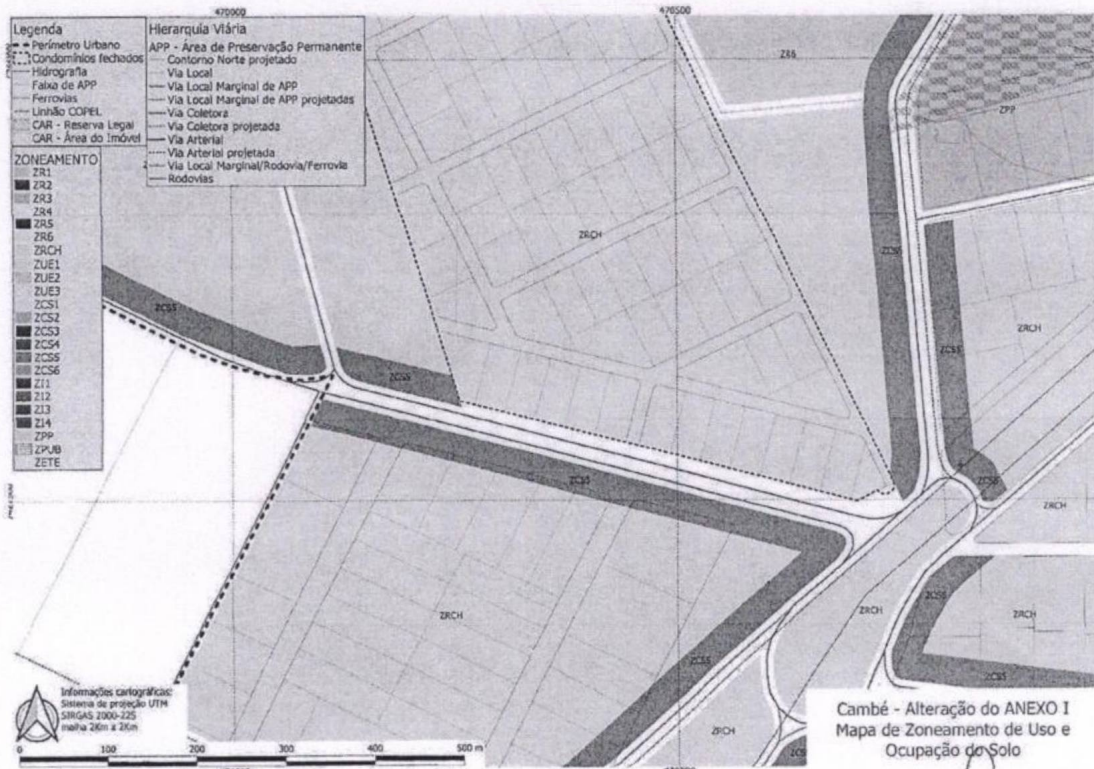 470000
470500
Legenda
Perímetro Urbano
Condomínios fechados
Hidrografia
Faixa de APP
Ferrovias
Linhão COPEL
CAR - Reserva Legal
CAR - Área do Imóvel
Hierarquia Viária
APP - Área de Preservação Permanente
Contorno Norte projetado
Via Local
Via Local Marginal de APP
Via Local Marginal de APP projetadas
Via Coletora
Via Coletora projetada
Via Arterial
Via Arterial projetada
Via Local Marginal/Rodovia/Ferrovia
Rodovias
ZONEAMENTO
ZR1
ZR2
ZR3
ZR4
ZR5
ZR6
ZRCH
ZUE1
ZUE2
ZUE3
ZCS1
ZCS2
ZCS3
ZCS4
ZCS5
ZCS6
ZI1
ZI2
ZI3
ZI4
ZPP
ZPUB
ZETE
ZR6
ZPP
ZRCH
ZCS5
ZCS5
ZCS5
ZRCH
ZCS5
ZCS5
ZCS5
ZRCH
ZRCH
ZRCH
ZCS5
ZRCH
ZCS5
ZCS5
ZRCH
Informações cartográficas:
Sistema de projeção UTM
SIRGAS 2000-22S
malha 2Km x 2Km
0 100 200 300 400 500 m
Cambé - Alteração do ANEXO I
Mapa de Zoneamento de Uso e
Ocupação do Solo